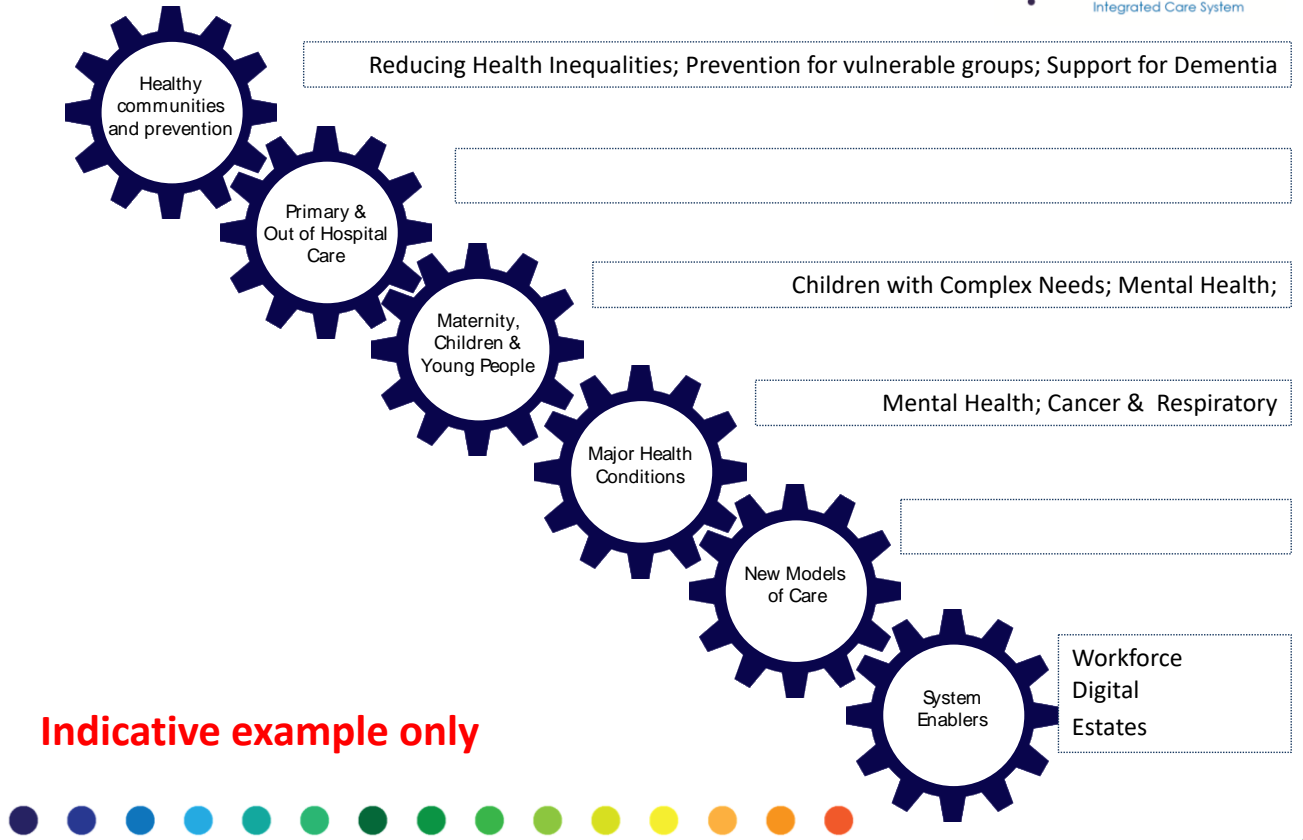 Integrated Care System
Healthy
communities
and prevention
Reducing Health Inequalities; Prevention for vulnerable groups; Support for Dementia
Primary &
Out of Hospital
Care
Maternity,
Children &
Young People
Children with Complex Needs; Mental Health;
Major Health
Conditions
Mental Health; Cancer &  Respiratory
New Models
of Care
System
Enablers
Workforce
Digital
Estates
Indicative example only